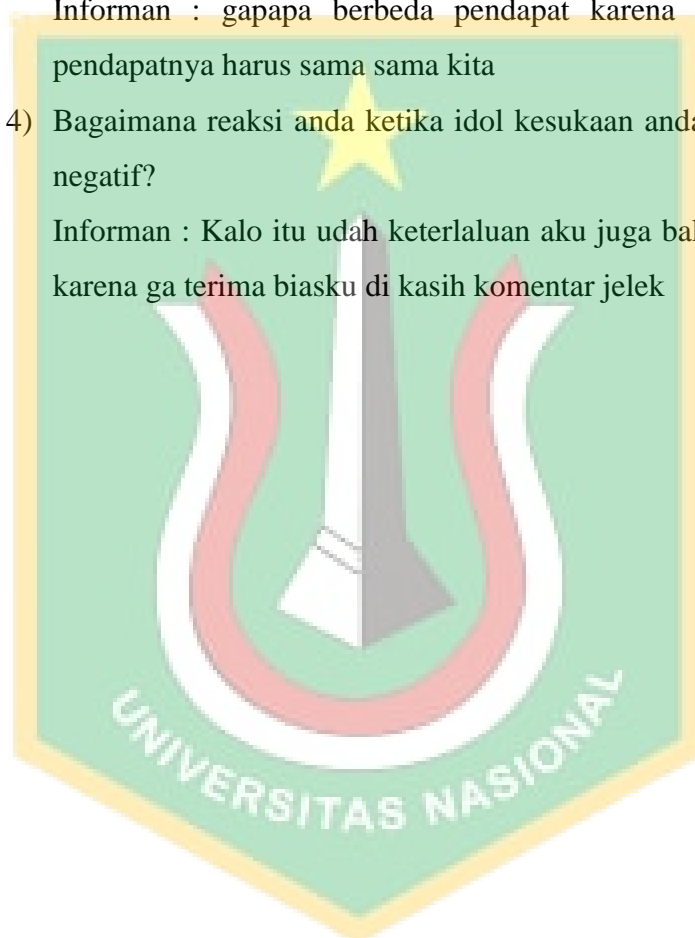 Informan : gapapa berbeda pendapat karena
pendapatnya harus sama sama kita
4) Bagaimana reaksi anda ketika idol kesukaan anda
negatif?
Informan : Kalo itu udah keterlaluan aku juga
karena ga terima biasku di kasih komentar jelek
UNIVERSITAS NASIONAL